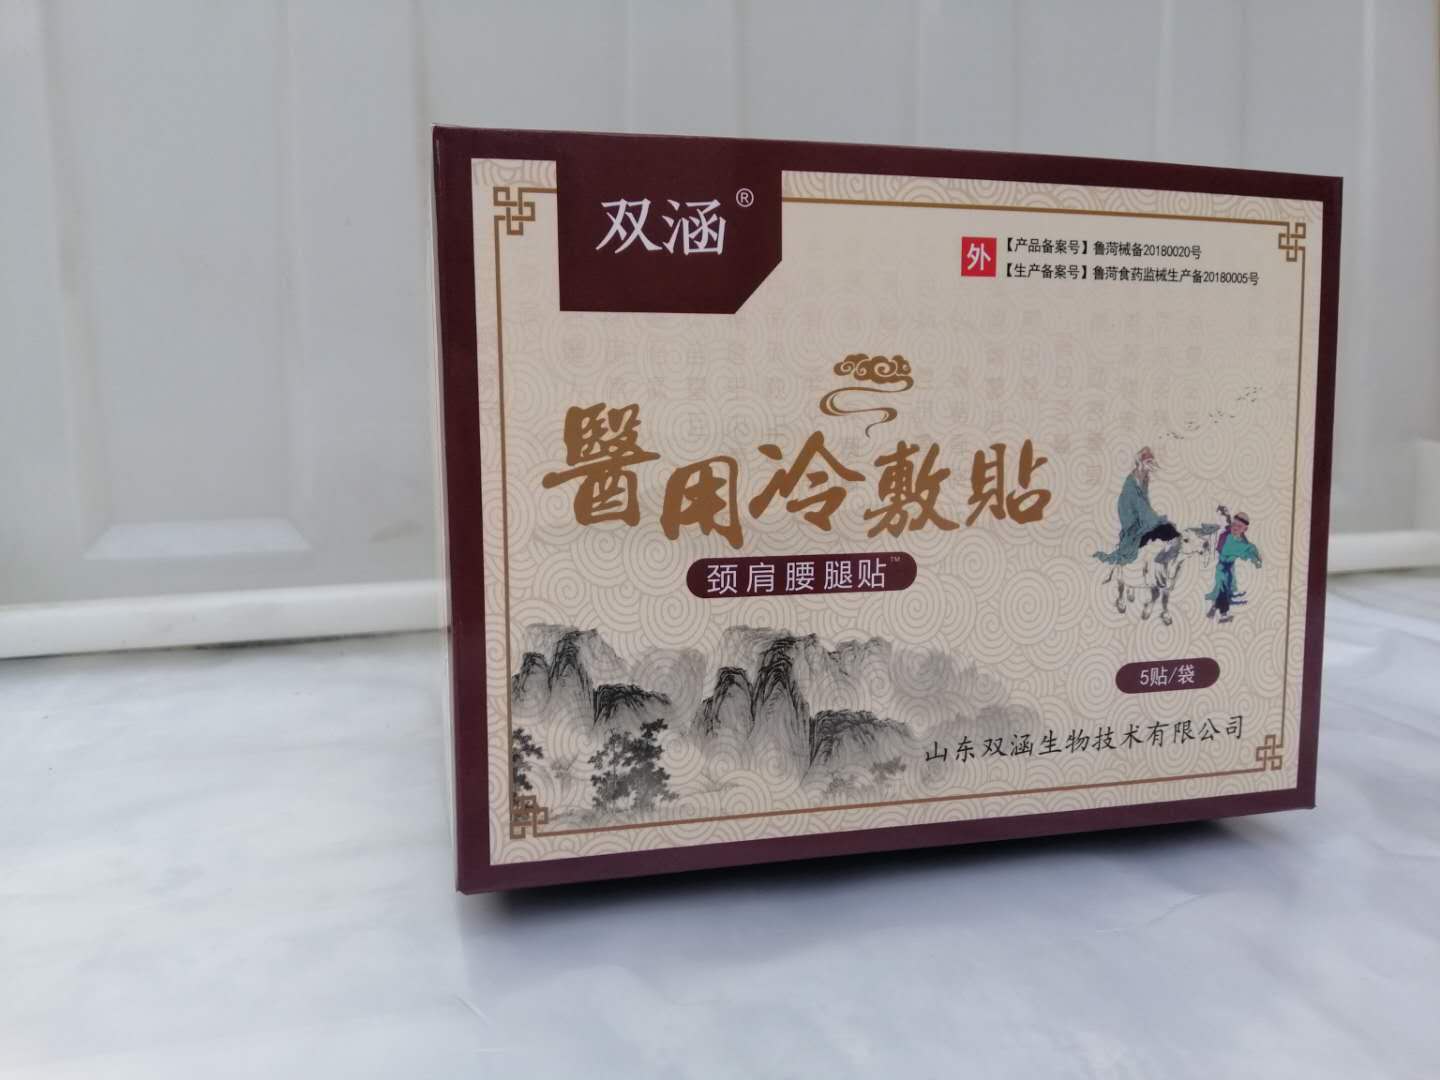 双涵®
外
【产品备案号】鲁菏械备20180020号
【生产备案号】鲁菏食药监械生产备20180005号
醫用冷敷貼
颈肩腰腿贴™
5贴/袋
山东双涵生物技术有限公司